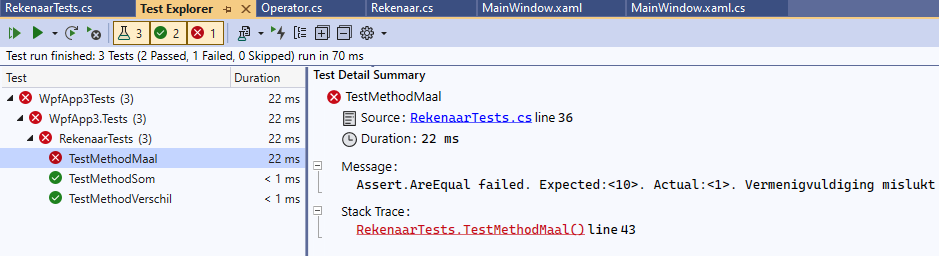 RekenaarTests.cs Test Explorer Operator.cs Rekenaar.cs MainWindow.xaml MainWindow.xaml.cs
3 2 1
Test run finished: 3 Tests (2 Passed, 1 Failed, 0 Skipped) run in 70 ms
Test Duration
WpfApp3Tests (3) 22 ms
WpfApp3.Tests (3) 22 ms
RekenaarTests (3) 22 ms
TestMethodMaal 22 ms
TestMethodSom < 1 ms
TestMethodVerschil < 1 ms
Test Detail Summary
TestMethodMaal
Source: RekenaarTests.cs line 36
Duration: 22 ms
Message:
Assert.AreEqual failed. Expected:<10>. Actual:<1>. Vermenigvuldiging mislukt
Stack Trace:
RekenaarTests.TestMethodMaal() line 43